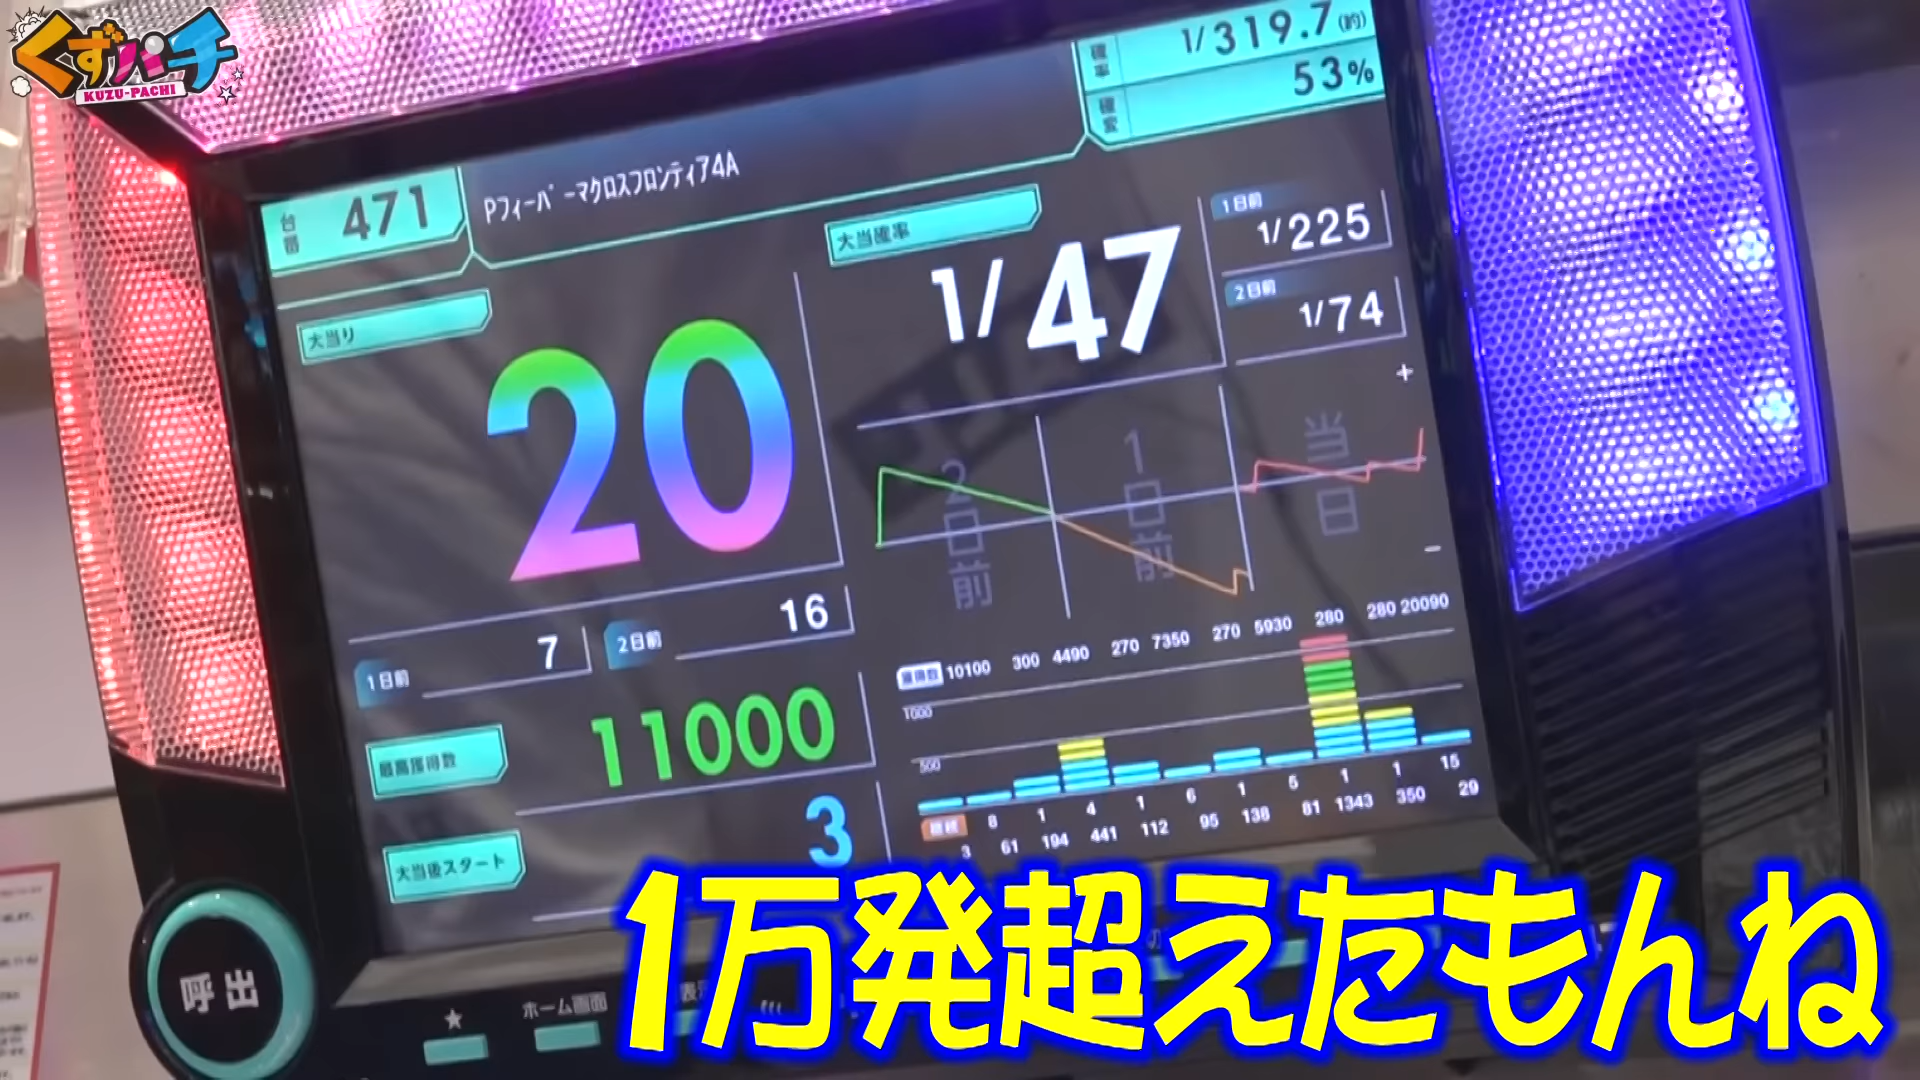 くずパチ
KUZU-PACHI
確率 1/319.7(約)
確変 53%
台番 471
Pフィーバーマクロスフロンティア4A
大当り
20
大当確率
1/47
1日前 1/225
2日前 1/74
+
2日前
1日前
当日
−
1日前 7
2日前 16
最高獲得数
11000
大当後スタート
3
獲得数 10100 300 4490 270 7350 270 5930 280 280 20090
1000
500
継続 8 1 4 1 6 1 5 1 1 15
3 61 194 441 112 95 138 81 1343 350 29
呼出
★
ホーム画面
1万発超えたもんね